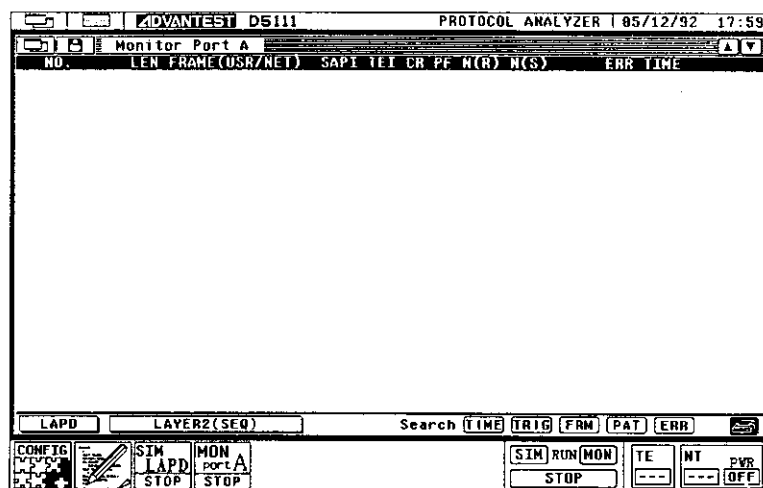 ADVANTEST D5111 PROTOCOL ANALYZER | 05/12/92 17:59
Monitor Port A
NO. LEN FRAME(USR/NET) SAPI TEI CR PF N(R) N(S) ERR TIME
LAPD LAYER2(SEQ) Search TIME TRIG FRM PAT ERR
CONFIG SIM LAPD STOP MON port A STOP SIM RUN MON STOP TE --- NT --- PWR OFF